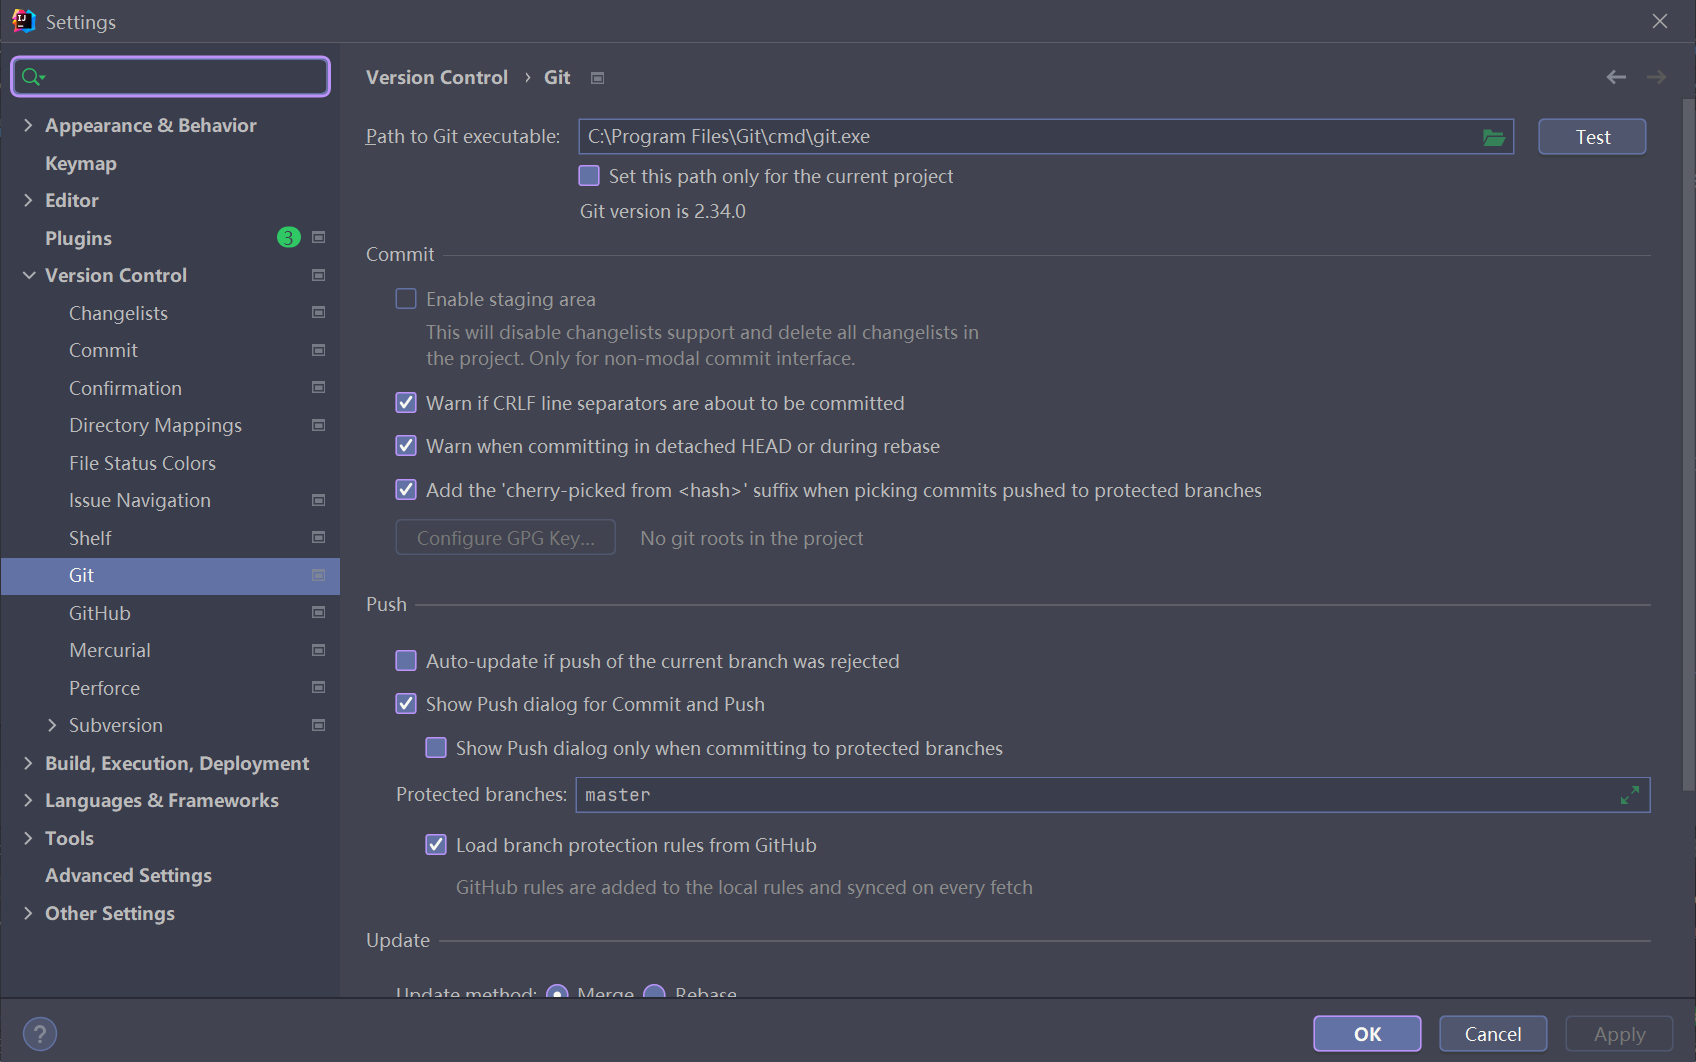 Settings
Version Control › Git
Appearance & Behavior
Keymap
Editor
Plugins 3
Version Control
Changelists
Commit
Confirmation
Directory Mappings
File Status Colors
Issue Navigation
Shelf
Git
GitHub
Mercurial
Perforce
Subversion
Build, Execution, Deployment
Languages & Frameworks
Tools
Advanced Settings
Other Settings
Path to Git executable: C:\Program Files\Git\cmd\git.exe Test
Set this path only for the current project
Git version is 2.34.0
Commit
Enable staging area
This will disable changelists support and delete all changelists in
the project. Only for non-modal commit interface.
Warn if CRLF line separators are about to be committed
Warn when committing in detached HEAD or during rebase
Add the 'cherry-picked from <hash>' suffix when picking commits pushed to protected branches
Configure GPG Key... No git roots in the project
Push
Auto-update if push of the current branch was rejected
Show Push dialog for Commit and Push
Show Push dialog only when committing to protected branches
Protected branches: master
Load branch protection rules from GitHub
GitHub rules are added to the local rules and synced on every fetch
Update
Update method: Merge Rebase
? OK Cancel Apply